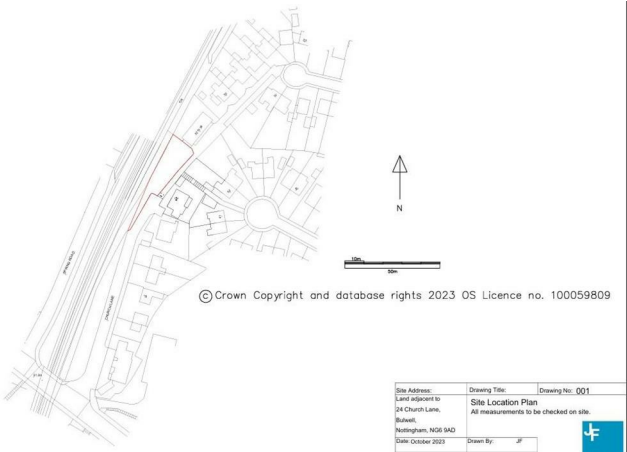 N
10m
50m
© Crown Copyright and database rights 2023 OS Licence no. 100059809
Site Address:
Land adjacent to
24 Church Lane,
Bulwell,
Nottingham, NG6 9AD
Date: October 2023
Drawing Title:
Site Location Plan
All measurements to be checked on site.
Drawn By: JF
Drawing No: 001
JF